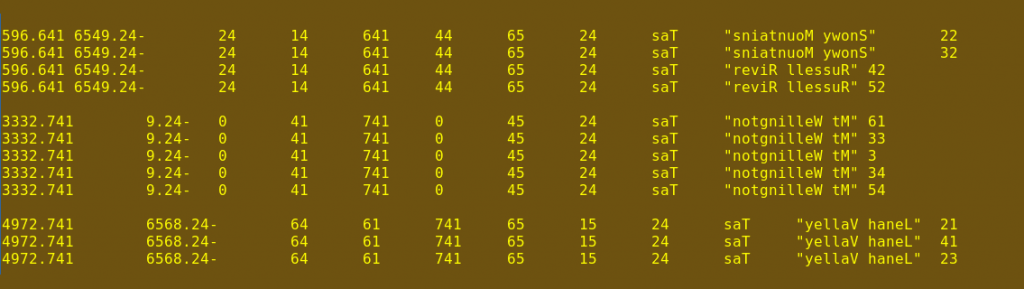 596.641 6549.24- 24 14 641 44 65 24 saT "sniatnuoM ywonS" 22
596.641 6549.24- 24 14 641 44 65 24 saT "sniatnuoM ywonS" 32
596.641 6549.24- 24 14 641 44 65 24 saT "reviR llessuR" 42
596.641 6549.24- 24 14 641 44 65 24 saT "reviR llessuR" 52
3332.741 9.24- 0 41 741 0 45 24 saT "notgnilleW tM" 61
3332.741 9.24- 0 41 741 0 45 24 saT "notgnilleW tM" 33
3332.741 9.24- 0 41 741 0 45 24 saT "notgnilleW tM" 3
3332.741 9.24- 0 41 741 0 45 24 saT "notgnilleW tM" 34
3332.741 9.24- 0 41 741 0 45 24 saT "notgnilleW tM" 54
4972.741 6568.24- 64 61 741 65 15 24 saT "yellaV haneL" 21
4972.741 6568.24- 64 61 741 65 15 24 saT "yellaV haneL" 41
4972.741 6568.24- 64 61 741 65 15 24 saT "yellaV haneL" 23